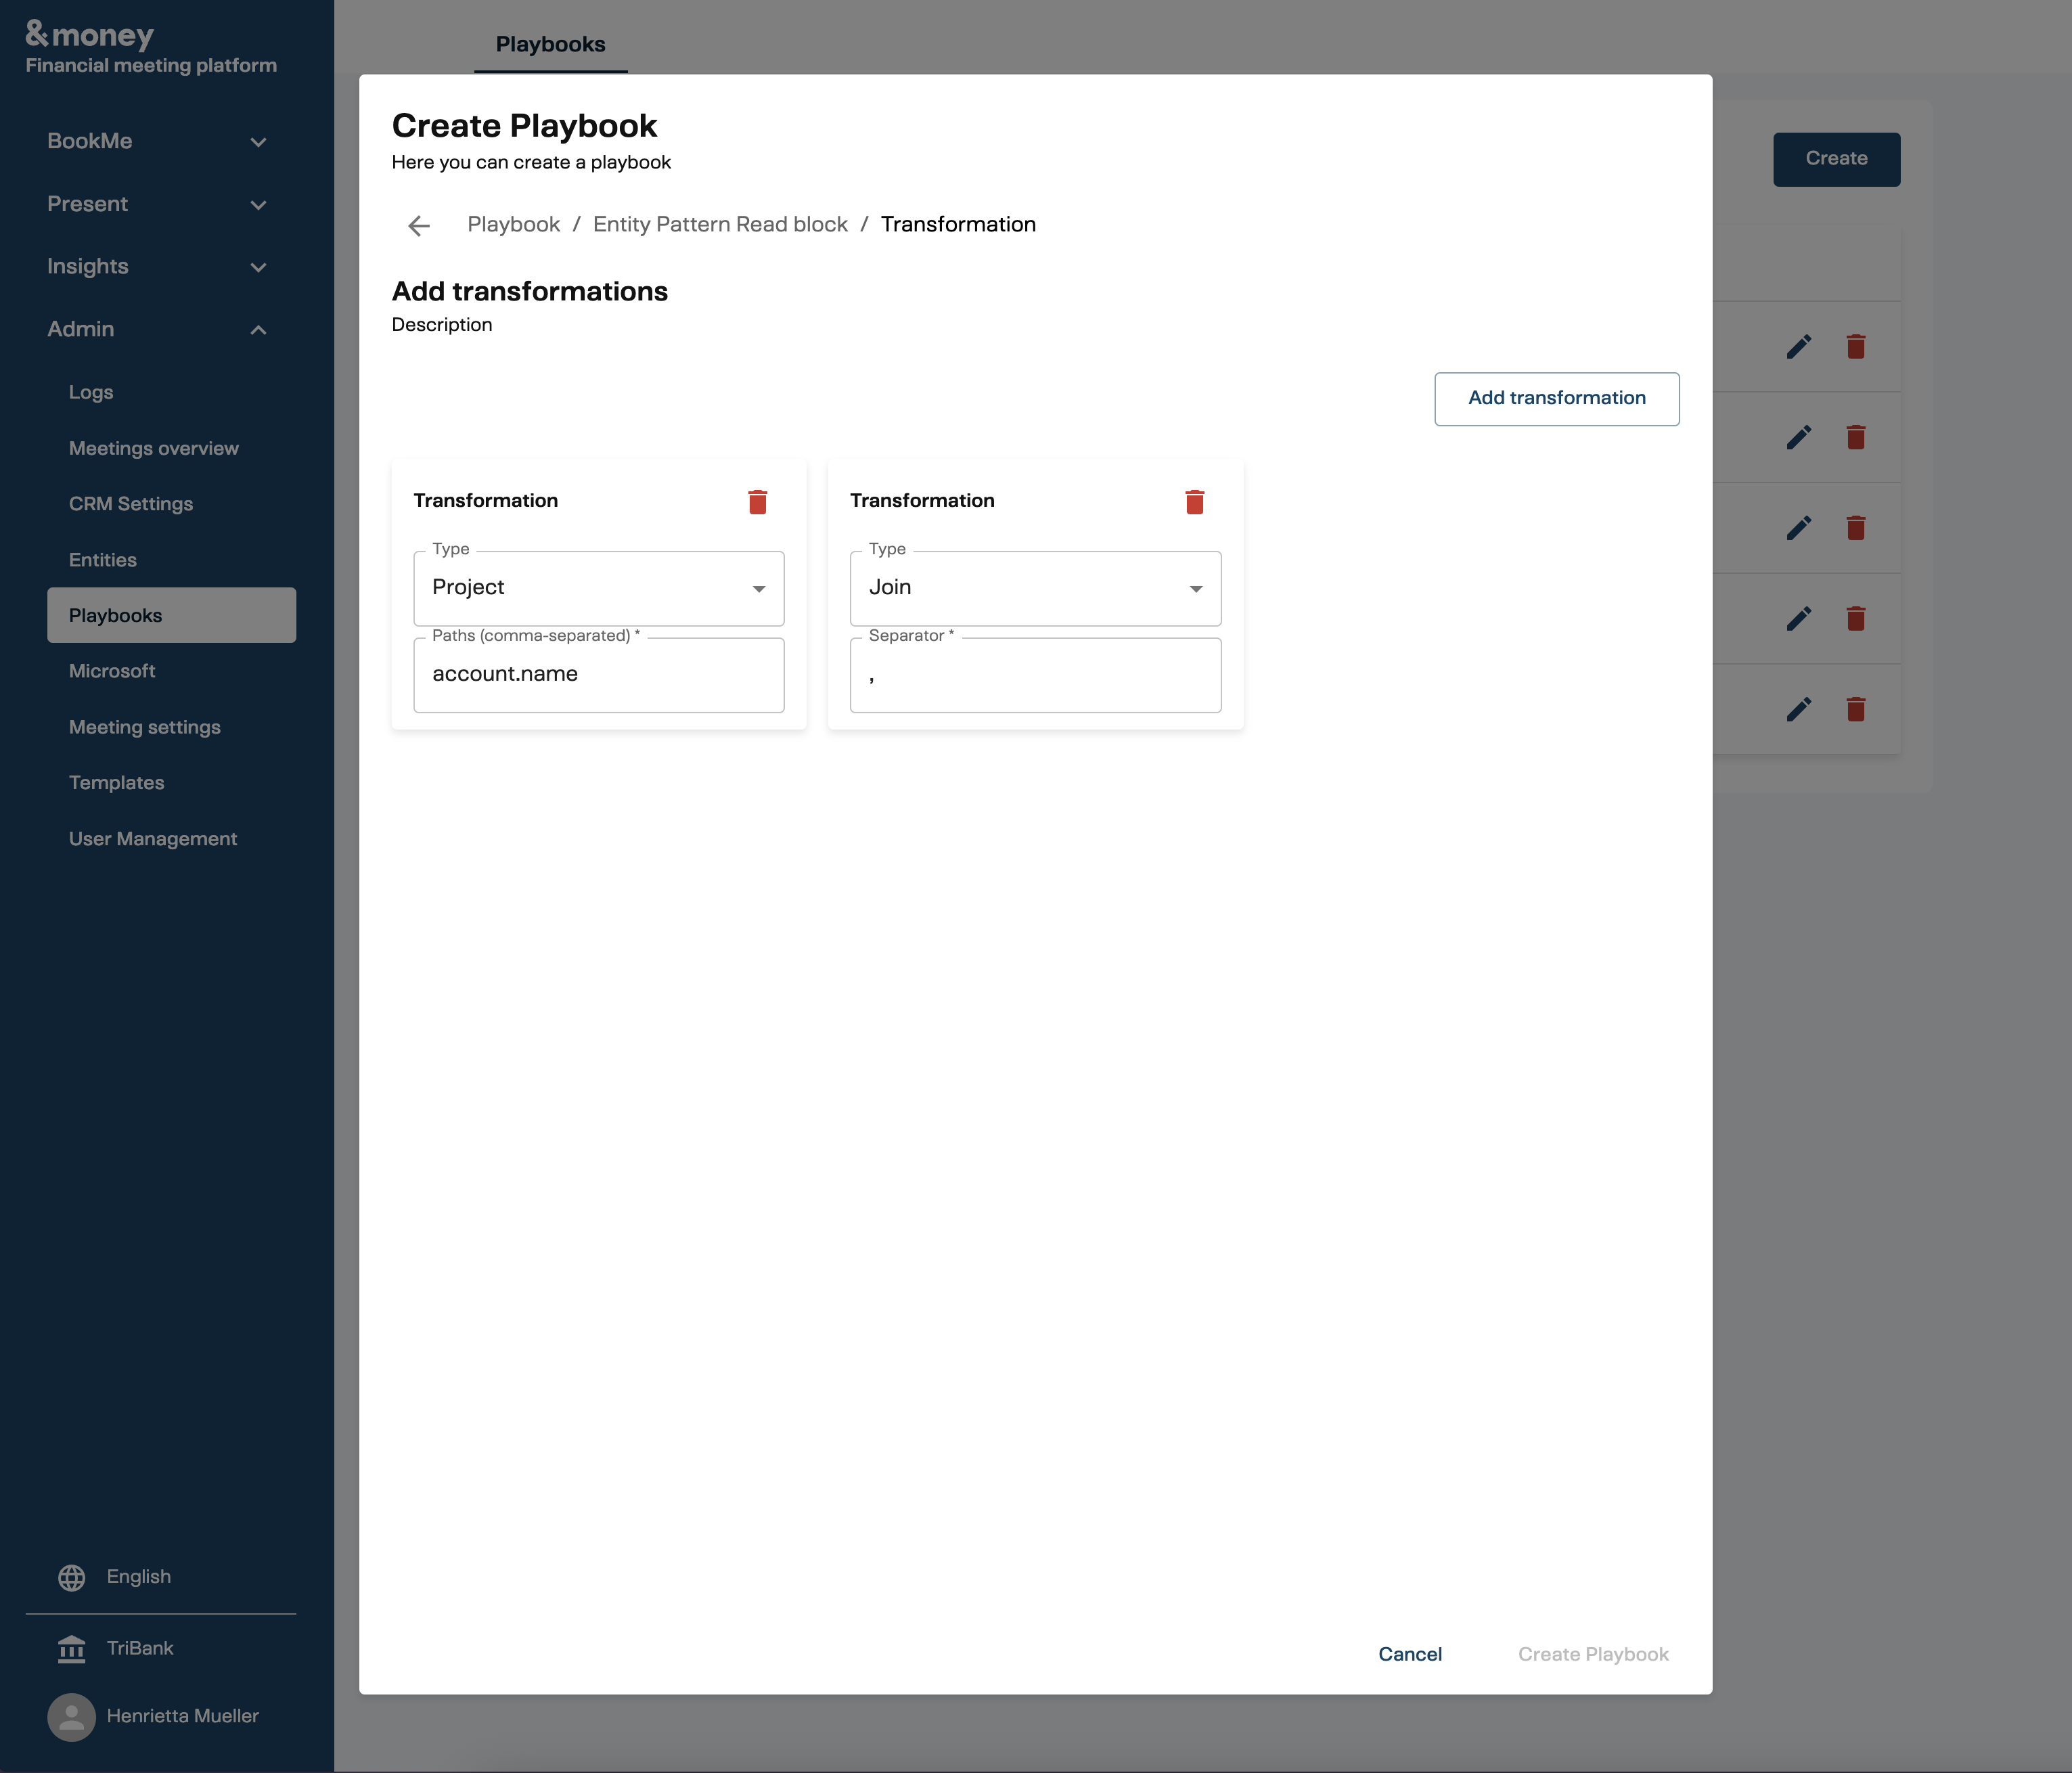 &money
Financial meeting platform
BookMe
Present
Insights
Admin
Logs
Meetings overview
CRM Settings
Entities
Playbooks
Microsoft
Meeting settings
Templates
User Management
English
TriBank
Henrietta Mueller
Playbooks
Create
Create Playbook
Here you can create a playbook
Playbook / Entity Pattern Read block / Transformation
Add transformations
Description
Add transformation
Transformation
Type
Project
Paths (comma-separated) *
account.name
Transformation
Type
Join
Separator *
,
Cancel
Create Playbook